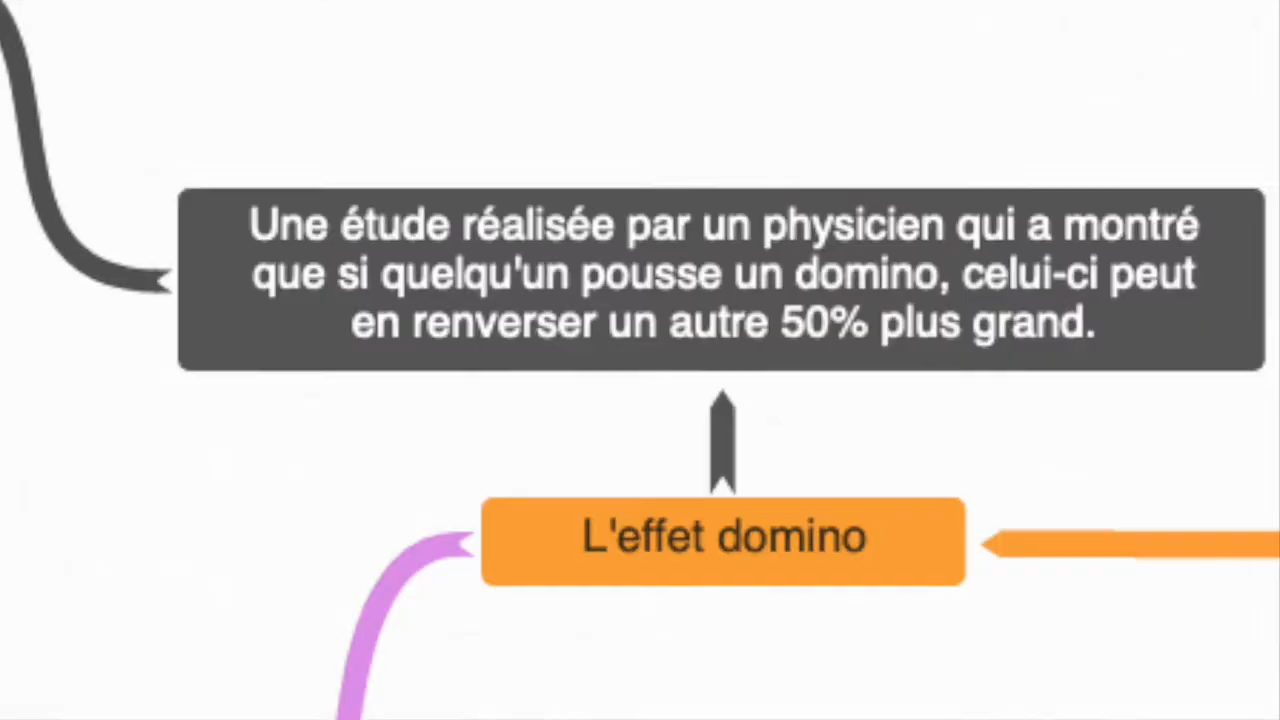 Une étude réalisée par un physicien qui a montré
que si quelqu'un pousse un domino, celui-ci peut
en renverser un autre 50% plus grand.
L'effet domino